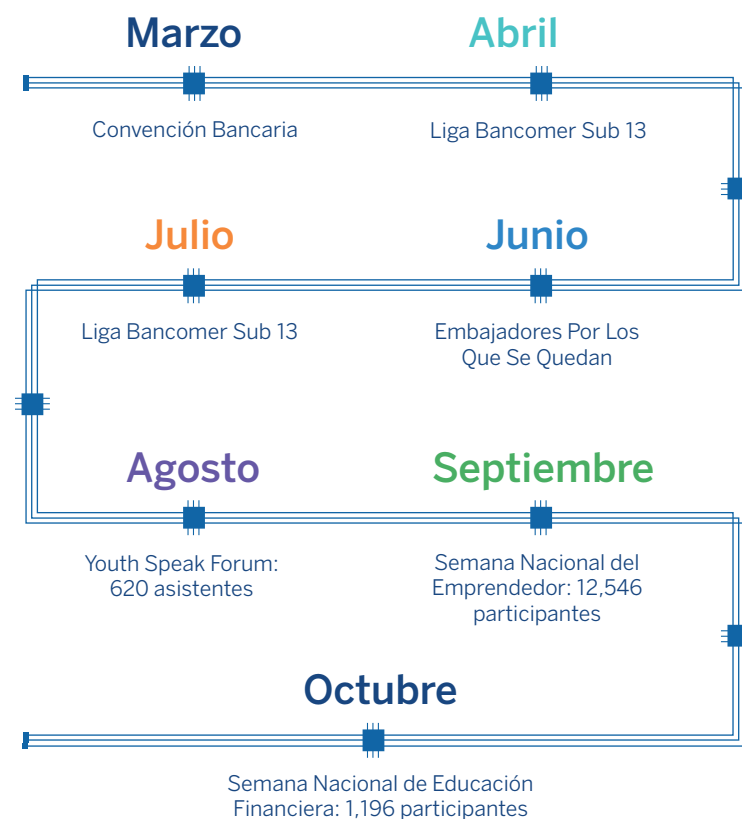 Marzo
Abril
Convención Bancaria
Liga Bancomer Sub 13
Julio
Junio
Liga Bancomer Sub 13
Embajadores Por Los
Que Se Quedan
Agosto
Septiembre
Youth Speak Forum:
620 asistentes
Semana Nacional del
Emprendedor: 12,546
participantes
Octubre
Semana Nacional de Educación
Financiera: 1,196 participantes